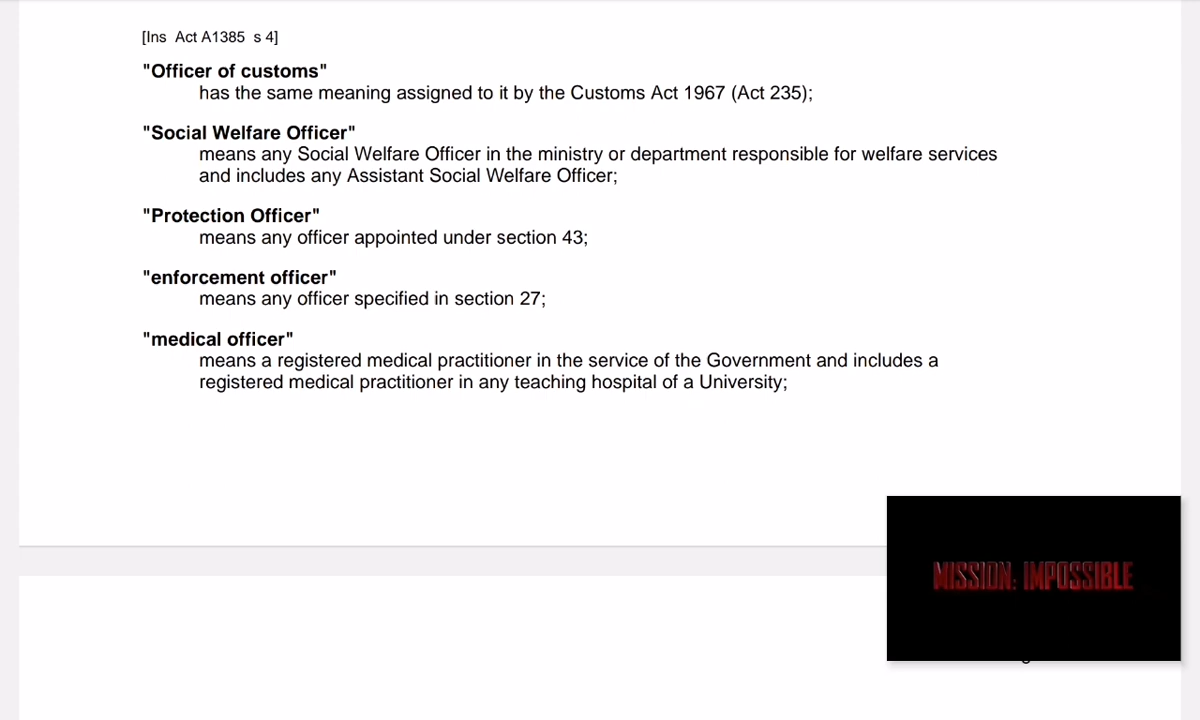 [Ins Act A1385 s 4]
"Officer of customs"
has the same meaning assigned to it by the Customs Act 1967 (Act 235);
"Social Welfare Officer"
means any Social Welfare Officer in the ministry or department responsible for welfare services
and includes any Assistant Social Welfare Officer;
"Protection Officer"
means any officer appointed under section 43;
"enforcement officer"
means any officer specified in section 27;
"medical officer"
means a registered medical practitioner in the service of the Government and includes a
registered medical practitioner in any teaching hospital of a University;
MISSION: IMPOSSIBLE